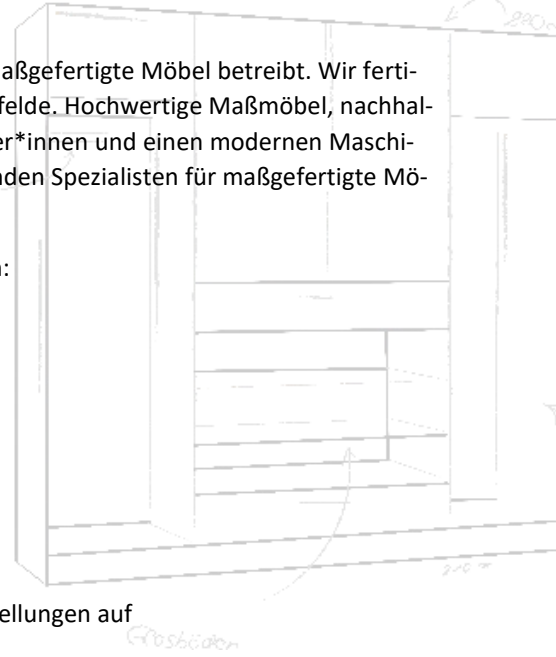 aßgefertigte Möbel betreibt. Wir ferti-
felde. Hochwertige Maßmöbel, nachhal-
er*innen und einen modernen Maschi-
nden Spezialisten für maßgefertigte Mö-
:
ellungen auf